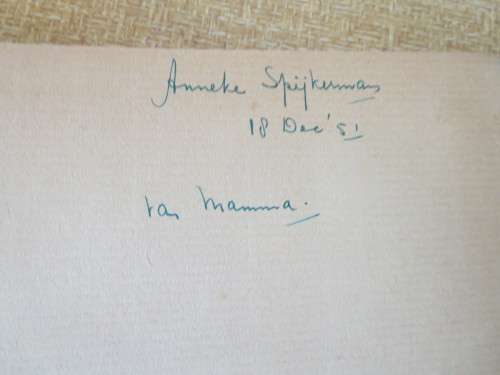 Anneke Spijkerman
18 Dec '51
van Mamma.